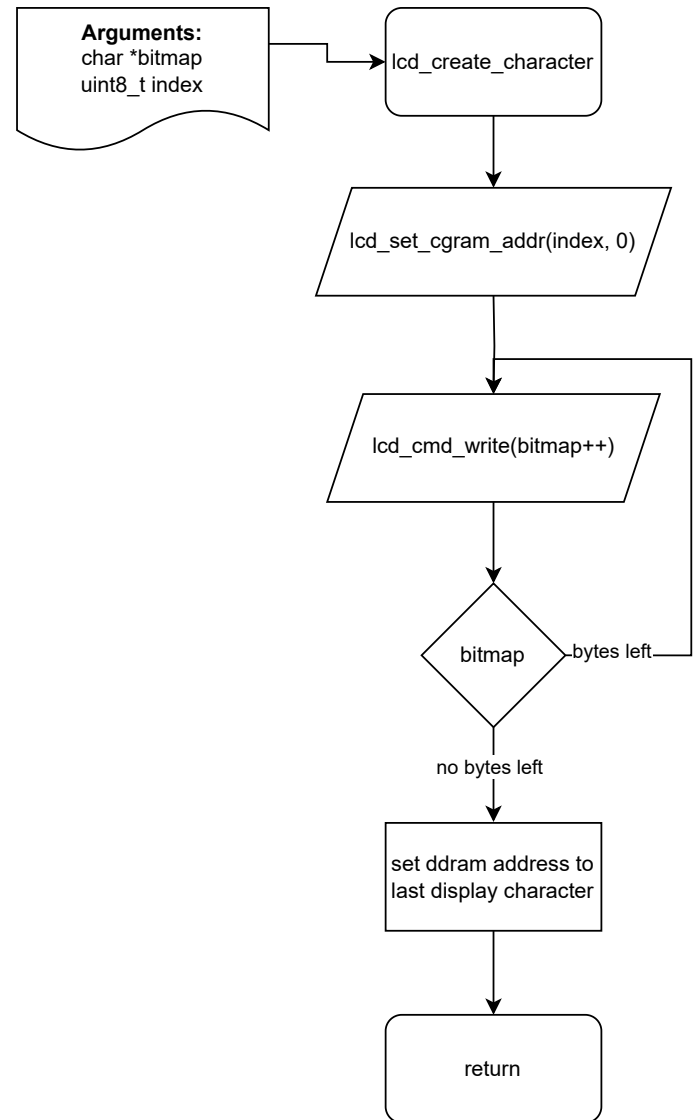 Arguments:
char *bitmap
uint8_t index
lcd_create_character
lcd_set_cgram_addr(index, 0)
lcd_cmd_write(bitmap++)
bitmap
bytes left
no bytes left
set ddram address to
last display character
return